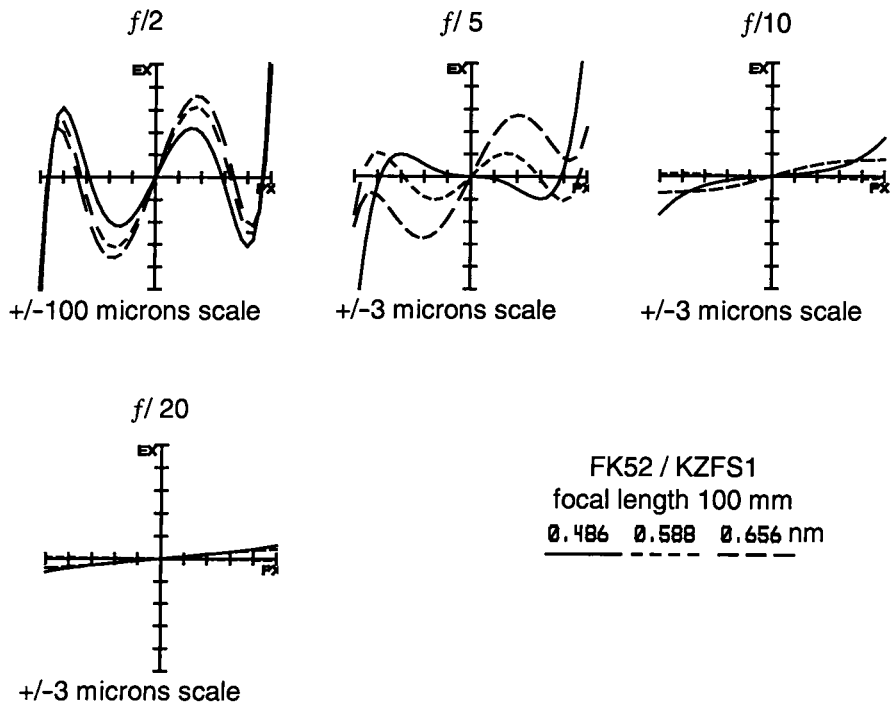 f/2
f/ 5
f/10
EX
EX
EX
PX
PX
PX
+/-100 microns scale
+/-3 microns scale
+/-3 microns scale
f/ 20
EX
PX
+/-3 microns scale
FK52 / KZFS1
focal length 100 mm
0.486 0.588 0.656 nm